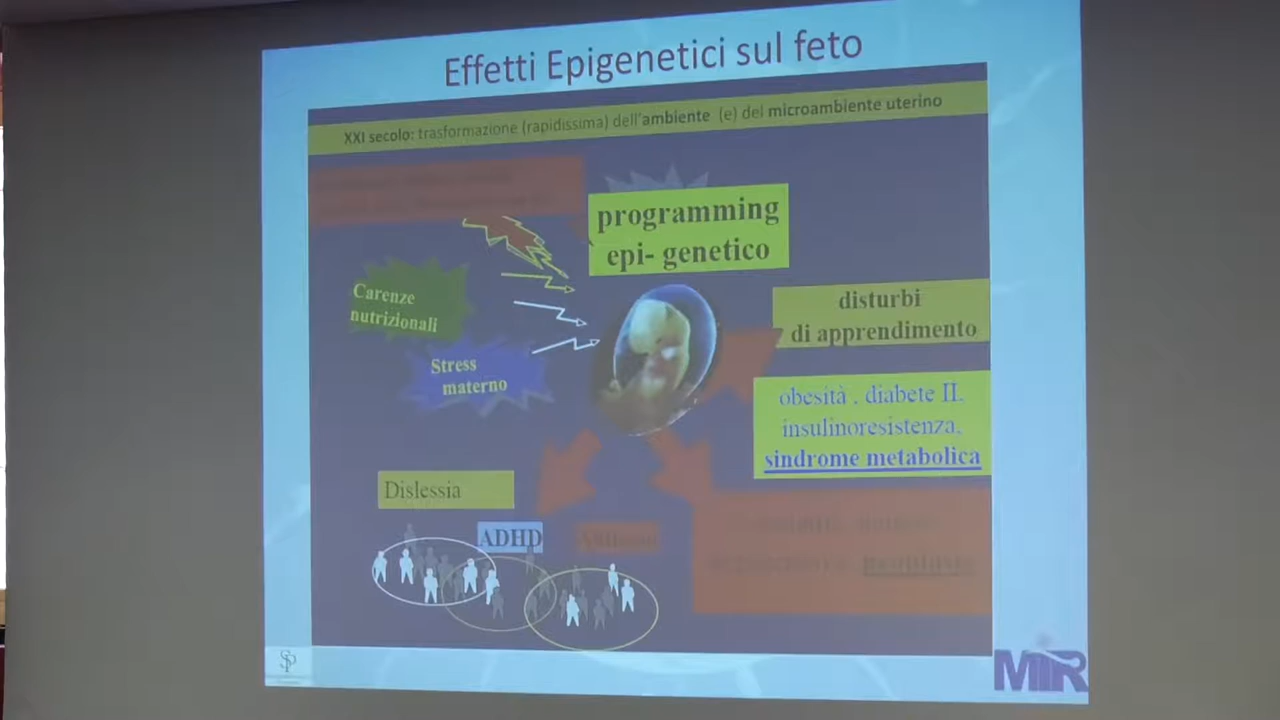 Effetti Epigenetici sul feto
XXI secolo: trasformazione (rapidissima) dell'ambiente (e) del microambiente uterino
programming
epi- genetico
Carenze
nutrizionali
Stress
materno
disturbi
di apprendimento
obesità . diabete II.
insulinoresistenza,
sindrome metabolica
Dislessia
ADHD
SP
MIR